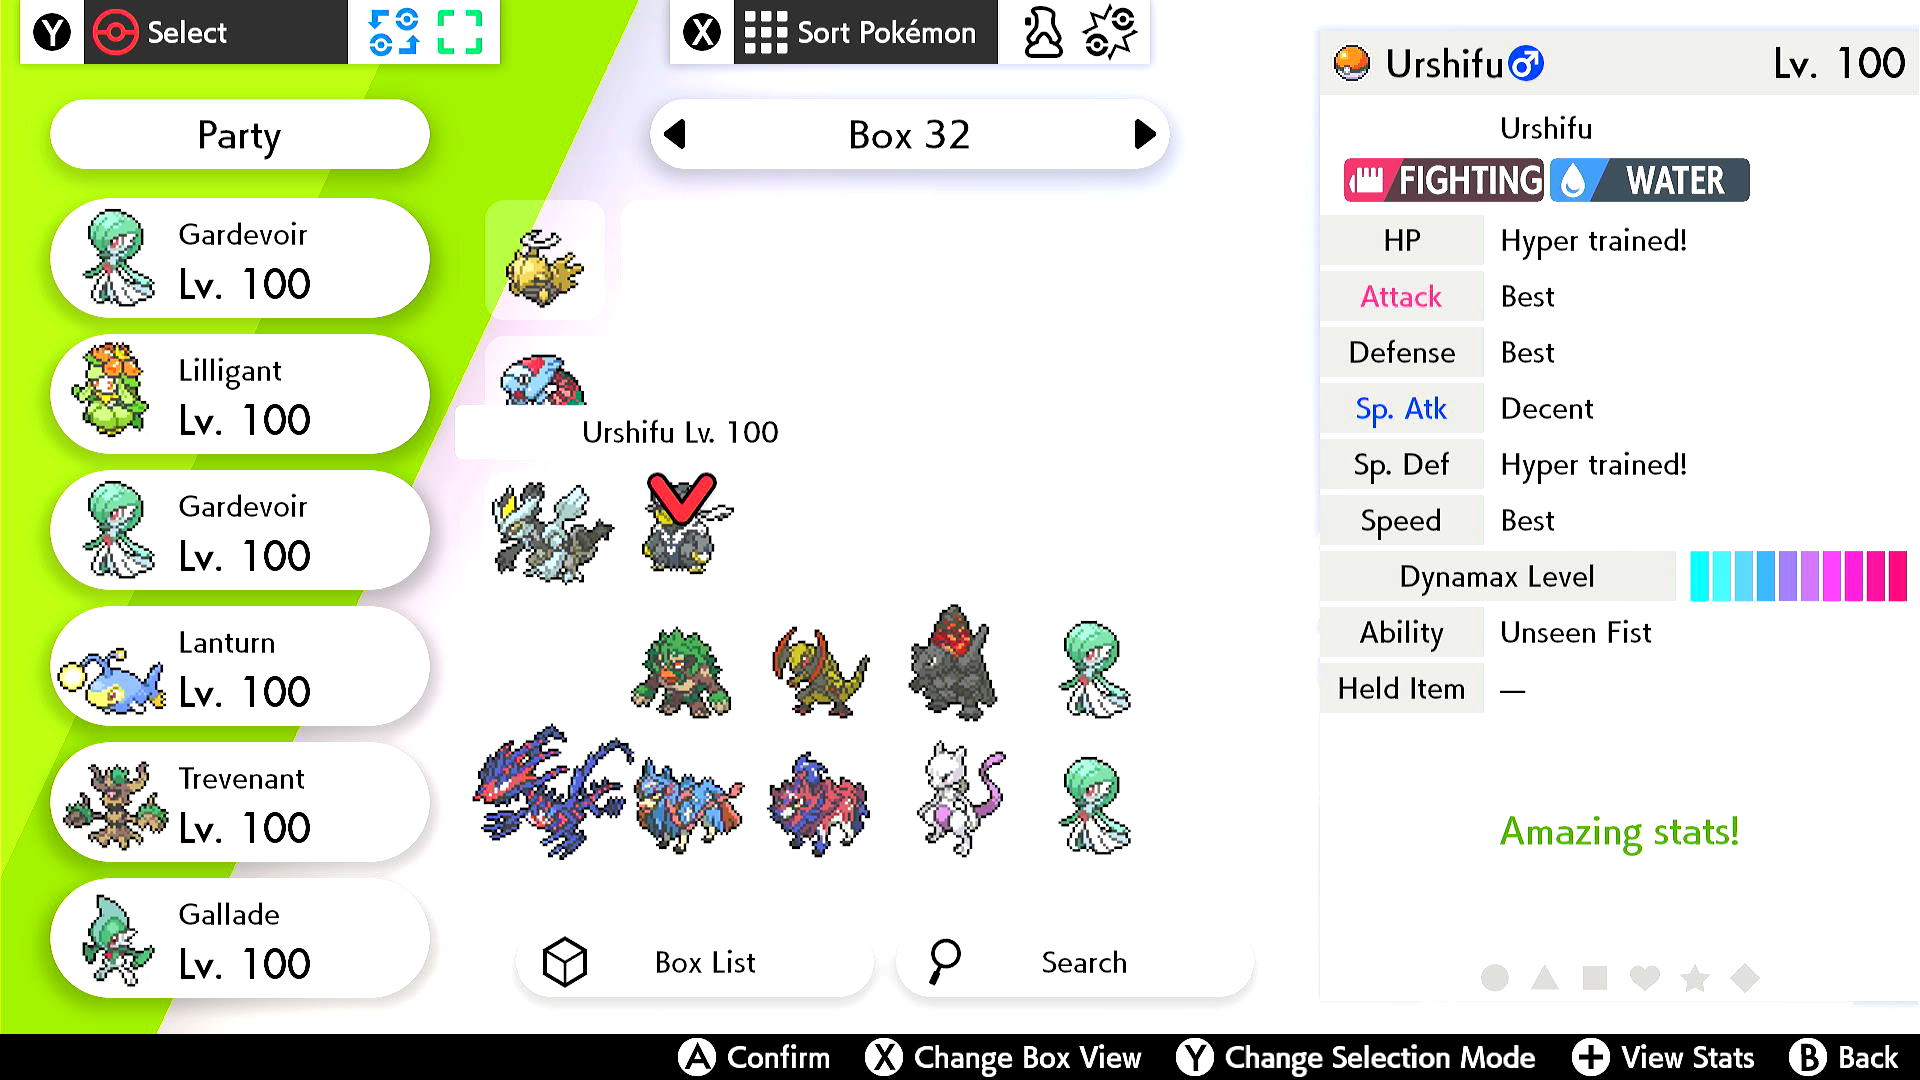 Y Select
X Sort Pokémon
Party
Gardevoir
Lv. 100
Lilligant
Lv. 100
Gardevoir
Lv. 100
Lanturn
Lv. 100
Trevenant
Lv. 100
Gallade
Lv. 100
Box 32
Urshifu Lv. 100
Box List
Search
Urshifu♂ Lv. 100
Urshifu
FIGHTING WATER
HP Hyper trained!
Attack Best
Defense Best
Sp. Atk Decent
Sp. Def Hyper trained!
Speed Best
Dynamax Level
Ability Unseen Fist
Held Item —
Amazing stats!
A Confirm X Change Box View Y Change Selection Mode + View Stats B Back